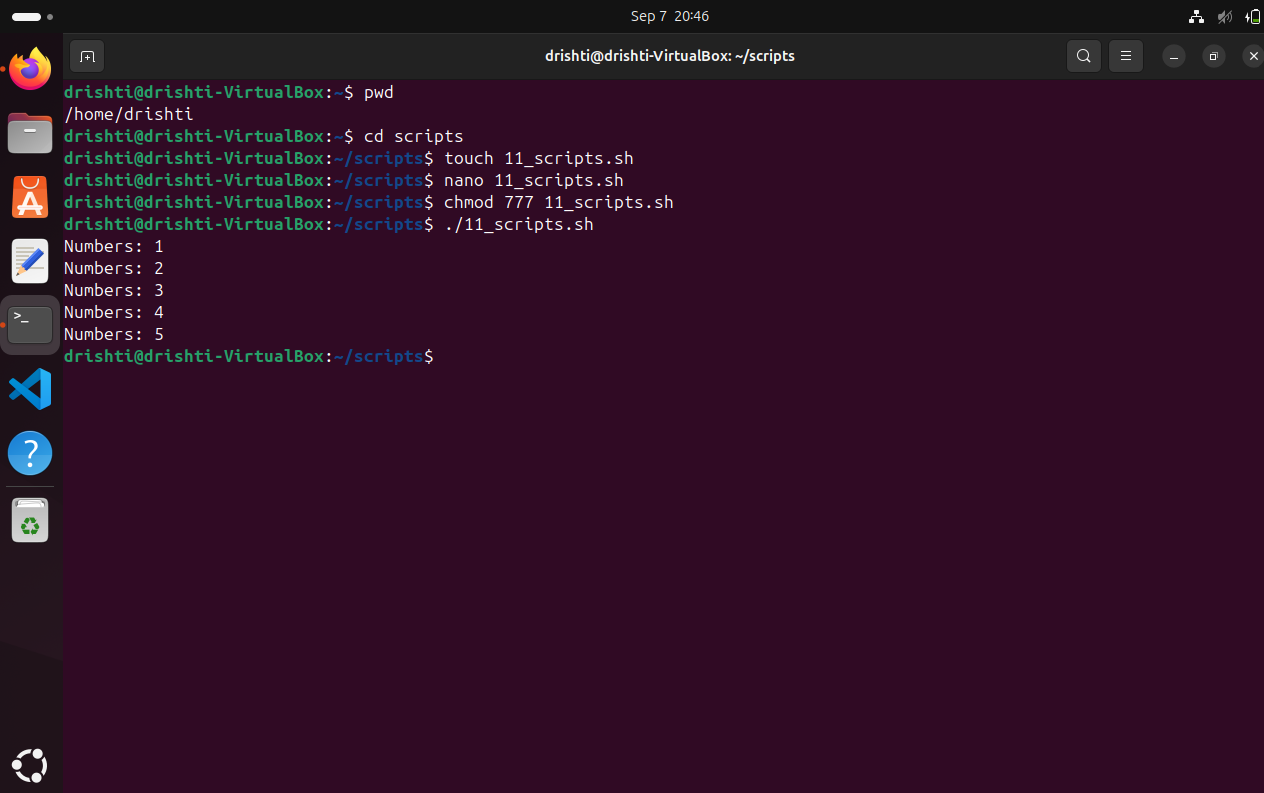 Sep 7 20:46
drishti@drishti-VirtualBox: ~/scripts
drishti@drishti-VirtualBox:~$ pwd
/home/drishti
drishti@drishti-VirtualBox:~$ cd scripts
drishti@drishti-VirtualBox:~/scripts$ touch 11_scripts.sh
drishti@drishti-VirtualBox:~/scripts$ nano 11_scripts.sh
drishti@drishti-VirtualBox:~/scripts$ chmod 777 11_scripts.sh
drishti@drishti-VirtualBox:~/scripts$ ./11_scripts.sh
Numbers: 1
Numbers: 2
Numbers: 3
Numbers: 4
Numbers: 5
drishti@drishti-VirtualBox:~/scripts$